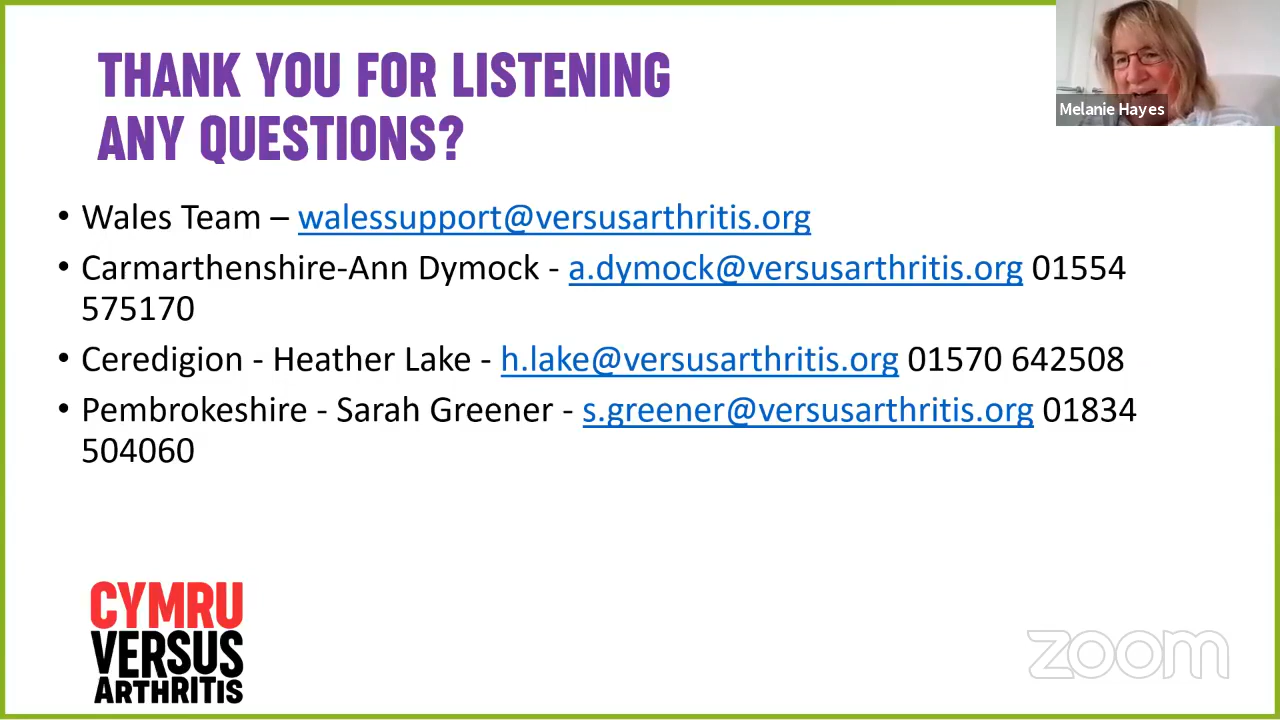 THANK YOU FOR LISTENING
ANY QUESTIONS?
Melanie Hayes
• Wales Team – walessupport@versusarthritis.org
• Carmarthenshire-Ann Dymock - a.dymock@versusarthritis.org 01554
575170
• Ceredigion - Heather Lake - h.lake@versusarthritis.org 01570 642508
• Pembrokeshire - Sarah Greener - s.greener@versusarthritis.org 01834
504060
CYMRU
VERSUS
ARTHRITIS
zoom